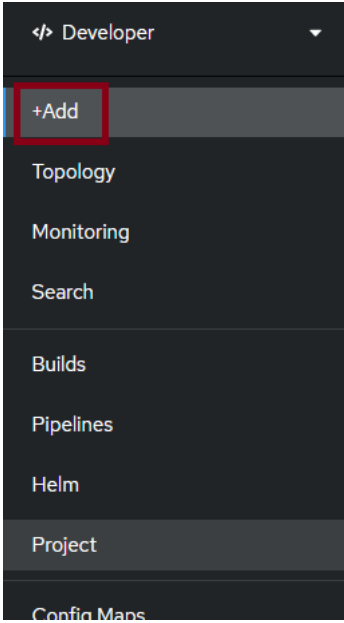 </> Developer
+Add
Topology
Monitoring
Search
Builds
Pipelines
Helm
Project
Config Maps